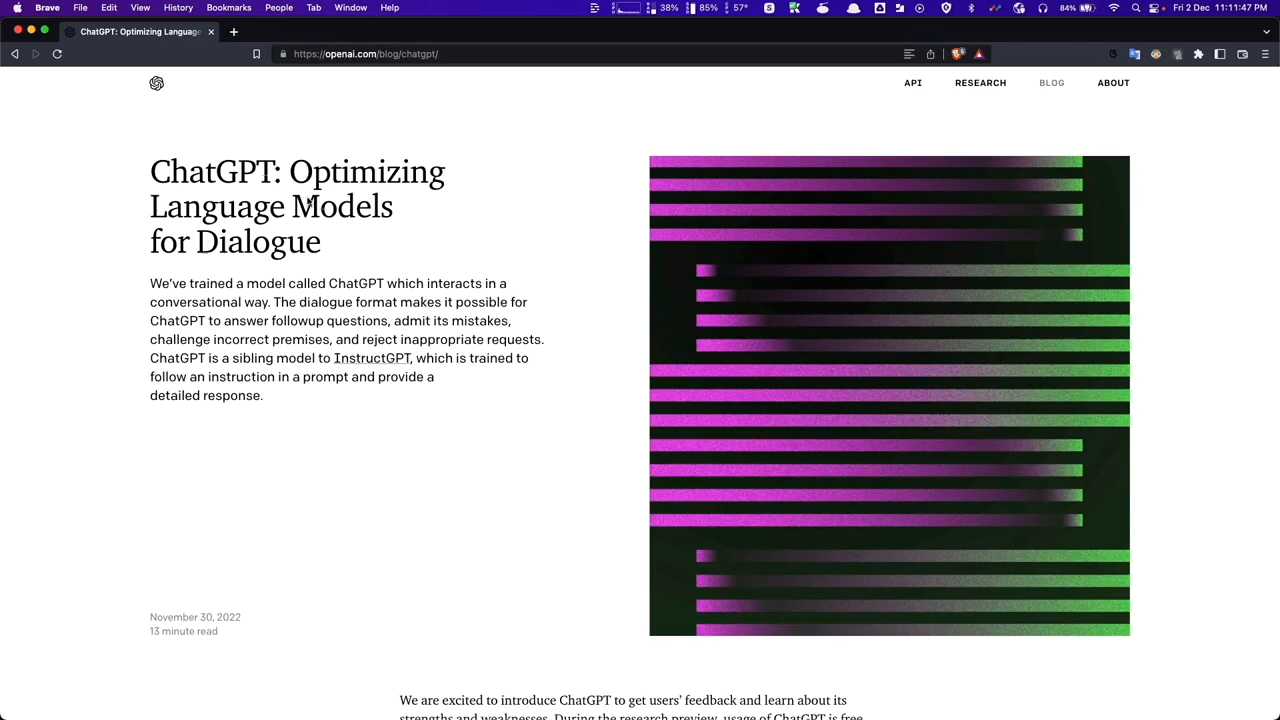 Brave File Edit View History Bookmarks People Tab Window Help 38% 85% 57° 84% Fri 2 Dec 11:11:47 PM
ChatGPT: Optimizing Language
https://openai.com/blog/chatgpt/
API RESEARCH BLOG ABOUT
ChatGPT: Optimizing
Language Models
for Dialogue
We’ve trained a model called ChatGPT which interacts in a
conversational way. The dialogue format makes it possible for
ChatGPT to answer followup questions, admit its mistakes,
challenge incorrect premises, and reject inappropriate requests.
ChatGPT is a sibling model to InstructGPT, which is trained to
follow an instruction in a prompt and provide a
detailed response.
November 30, 2022
13 minute read
We are excited to introduce ChatGPT to get users’ feedback and learn about its
strengths and weaknesses. During the research preview, usage of ChatGPT is free.